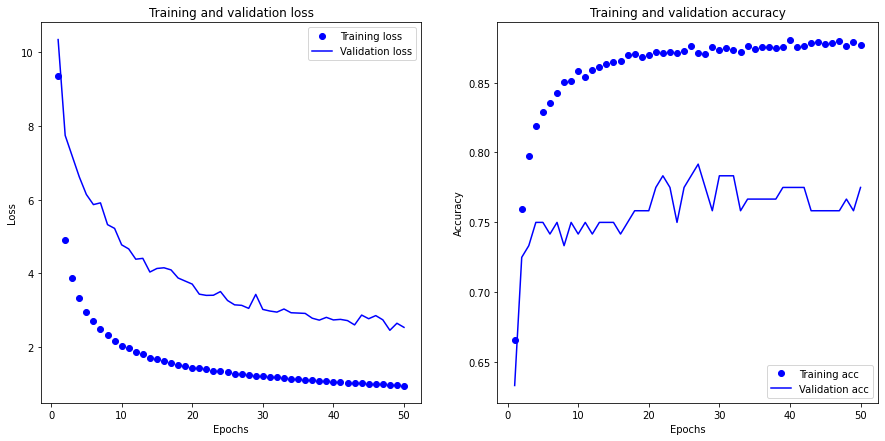 Training and validation loss
Training loss
Validation loss
10
8
6
4
2
Loss
0
10
20
30
40
50
Epochs
Training and validation accuracy
0.85
0.80
0.75
0.70
0.65
Accuracy
Training acc
Validation acc
0
10
20
30
40
50
Epochs